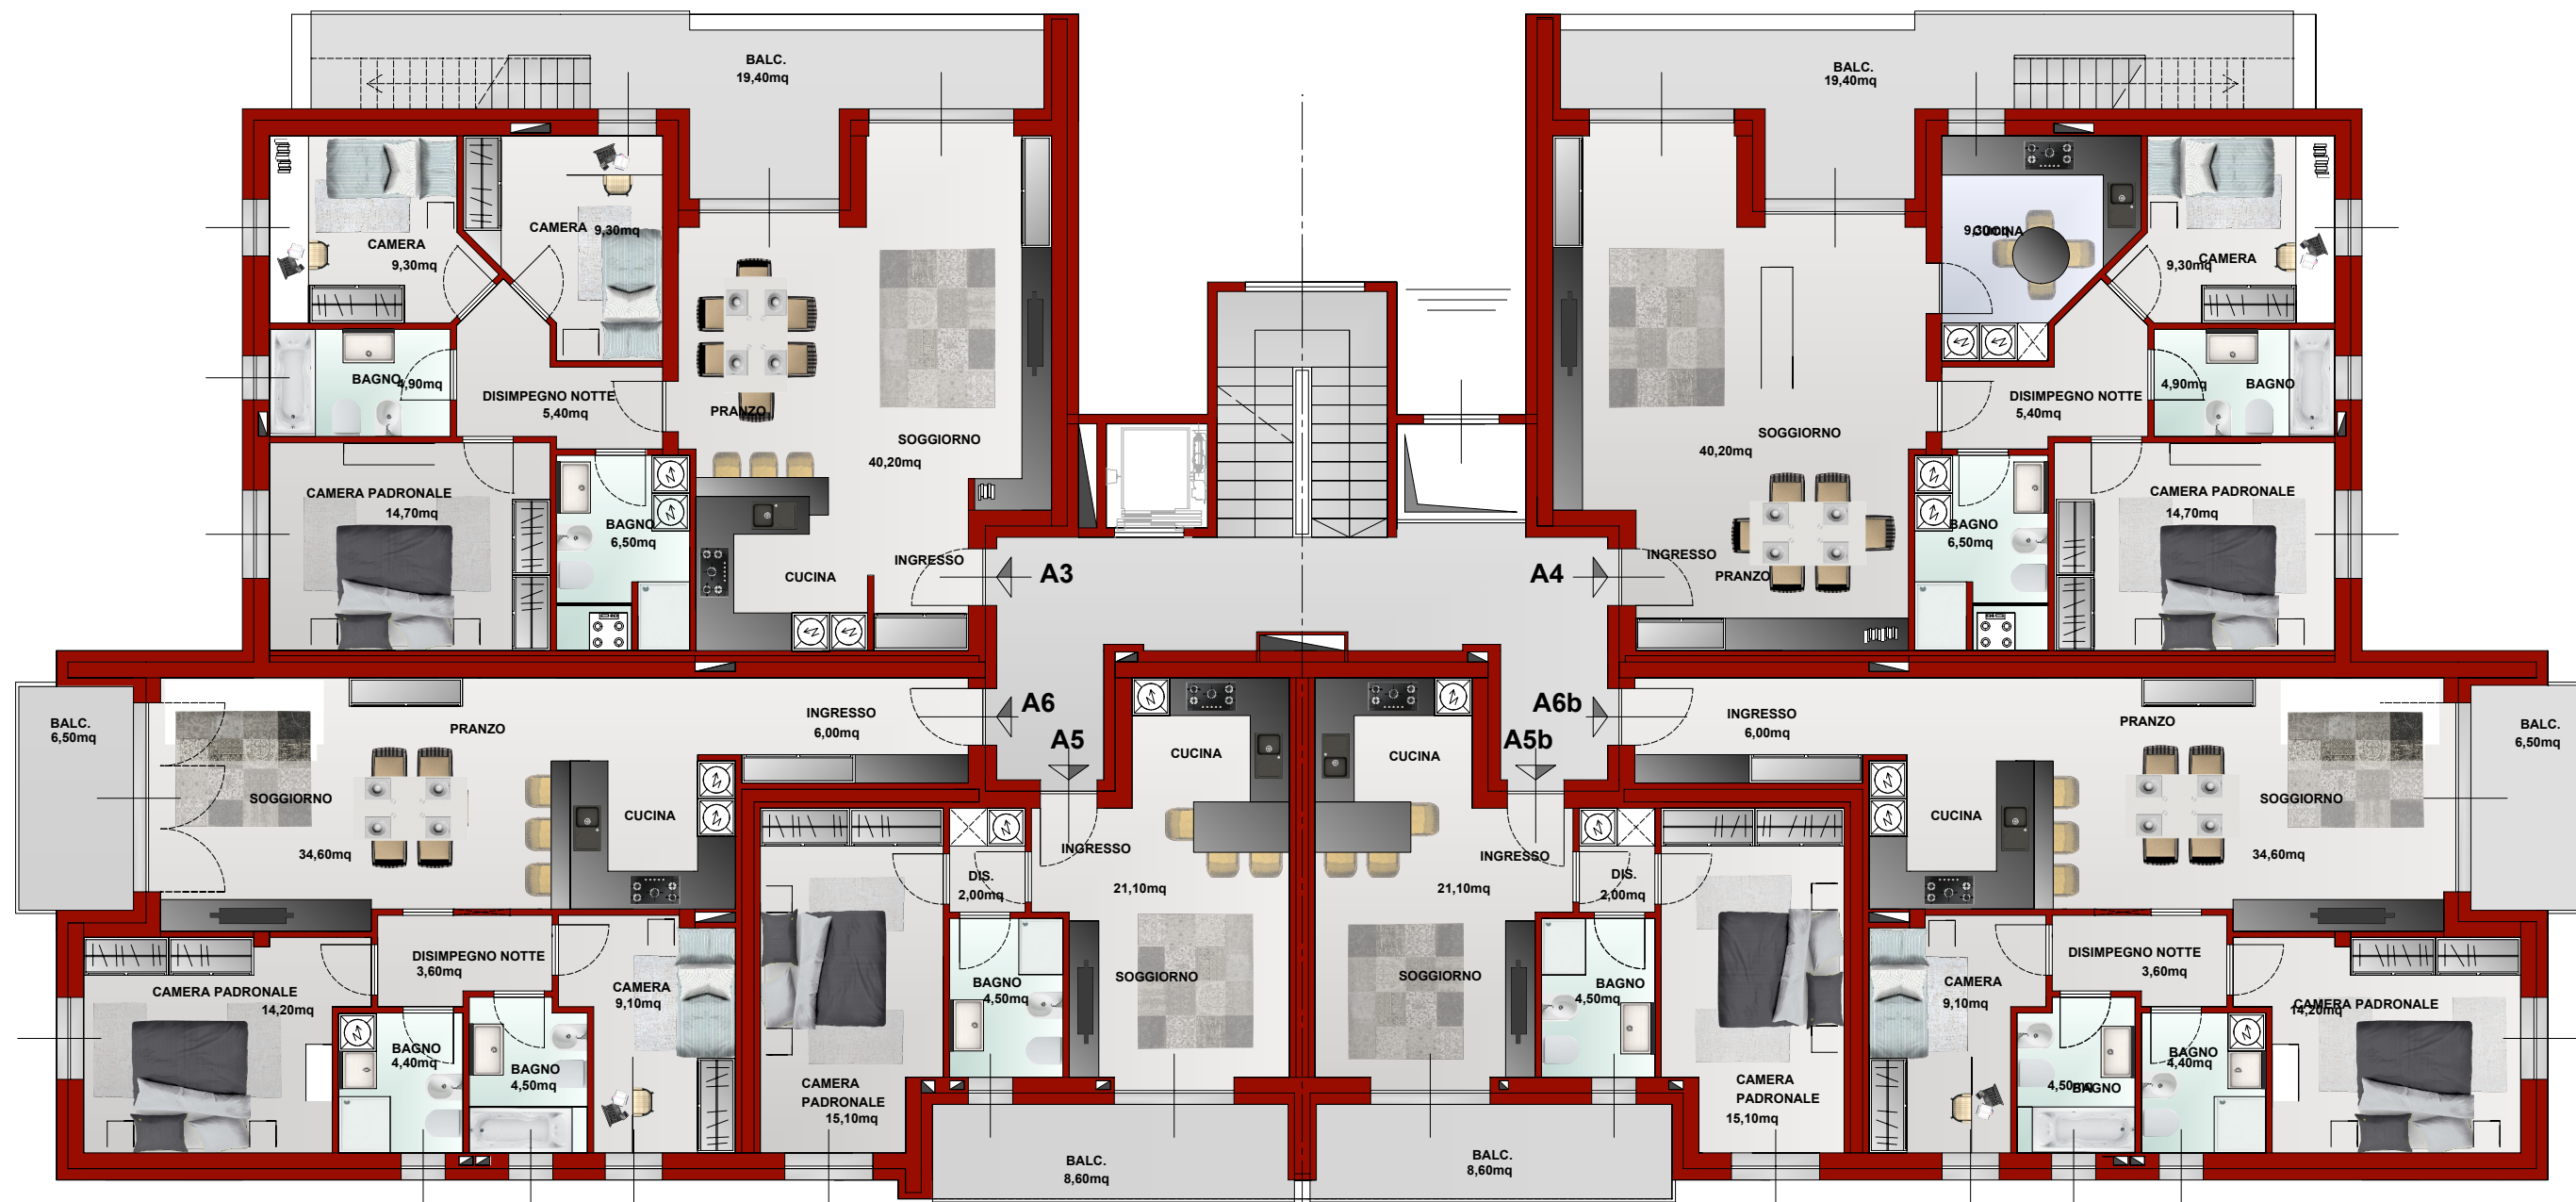 BALC.
19,40mq
BALC.
19,40mq
CAMERA
9,30mq
CAMERA
9,30mq
9,30mq
CUCINA
9,30mq
CAMERA
BAGNO
4,90mq
DISIMPEGNO NOTTE
5,40mq
PRANZO
SOGGIORNO
40,20mq
SOGGIORNO
40,20mq
DISIMPEGNO NOTTE
5,40mq
4,90mq
BAGNO
CAMERA PADRONALE
14,70mq
BAGNO
6,50mq
CUCINA
INGRESSO
A3
A4
INGRESSO
PRANZO
BAGNO
6,50mq
CAMERA PADRONALE
14,70mq
BALC.
6,50mq
PRANZO
INGRESSO
6,00mq
A6
A5
A6b
A5b
INGRESSO
6,00mq
PRANZO
BALC.
6,50mq
SOGGIORNO
34,60mq
CUCINA
CUCINA
CUCINA
CUCINA
SOGGIORNO
34,60mq
INGRESSO
21,10mq
INGRESSO
21,10mq
DIS.
2,00mq
DIS.
2,00mq
DISIMPEGNO NOTTE
3,60mq
CAMERA
9,10mq
CAMERA PADRONALE
14,20mq
BAGNO
4,40mq
BAGNO
4,50mq
BAGNO
4,50mq
SOGGIORNO
SOGGIORNO
BAGNO
4,50mq
DISIMPEGNO NOTTE
3,60mq
CAMERA
9,10mq
CAMERA PADRONALE
14,20mq
BAGNO
4,40mq
4,50mq
BAGNO
CAMERA
PADRONALE
15,10mq
CAMERA
PADRONALE
15,10mq
BALC.
8,60mq
BALC.
8,60mq